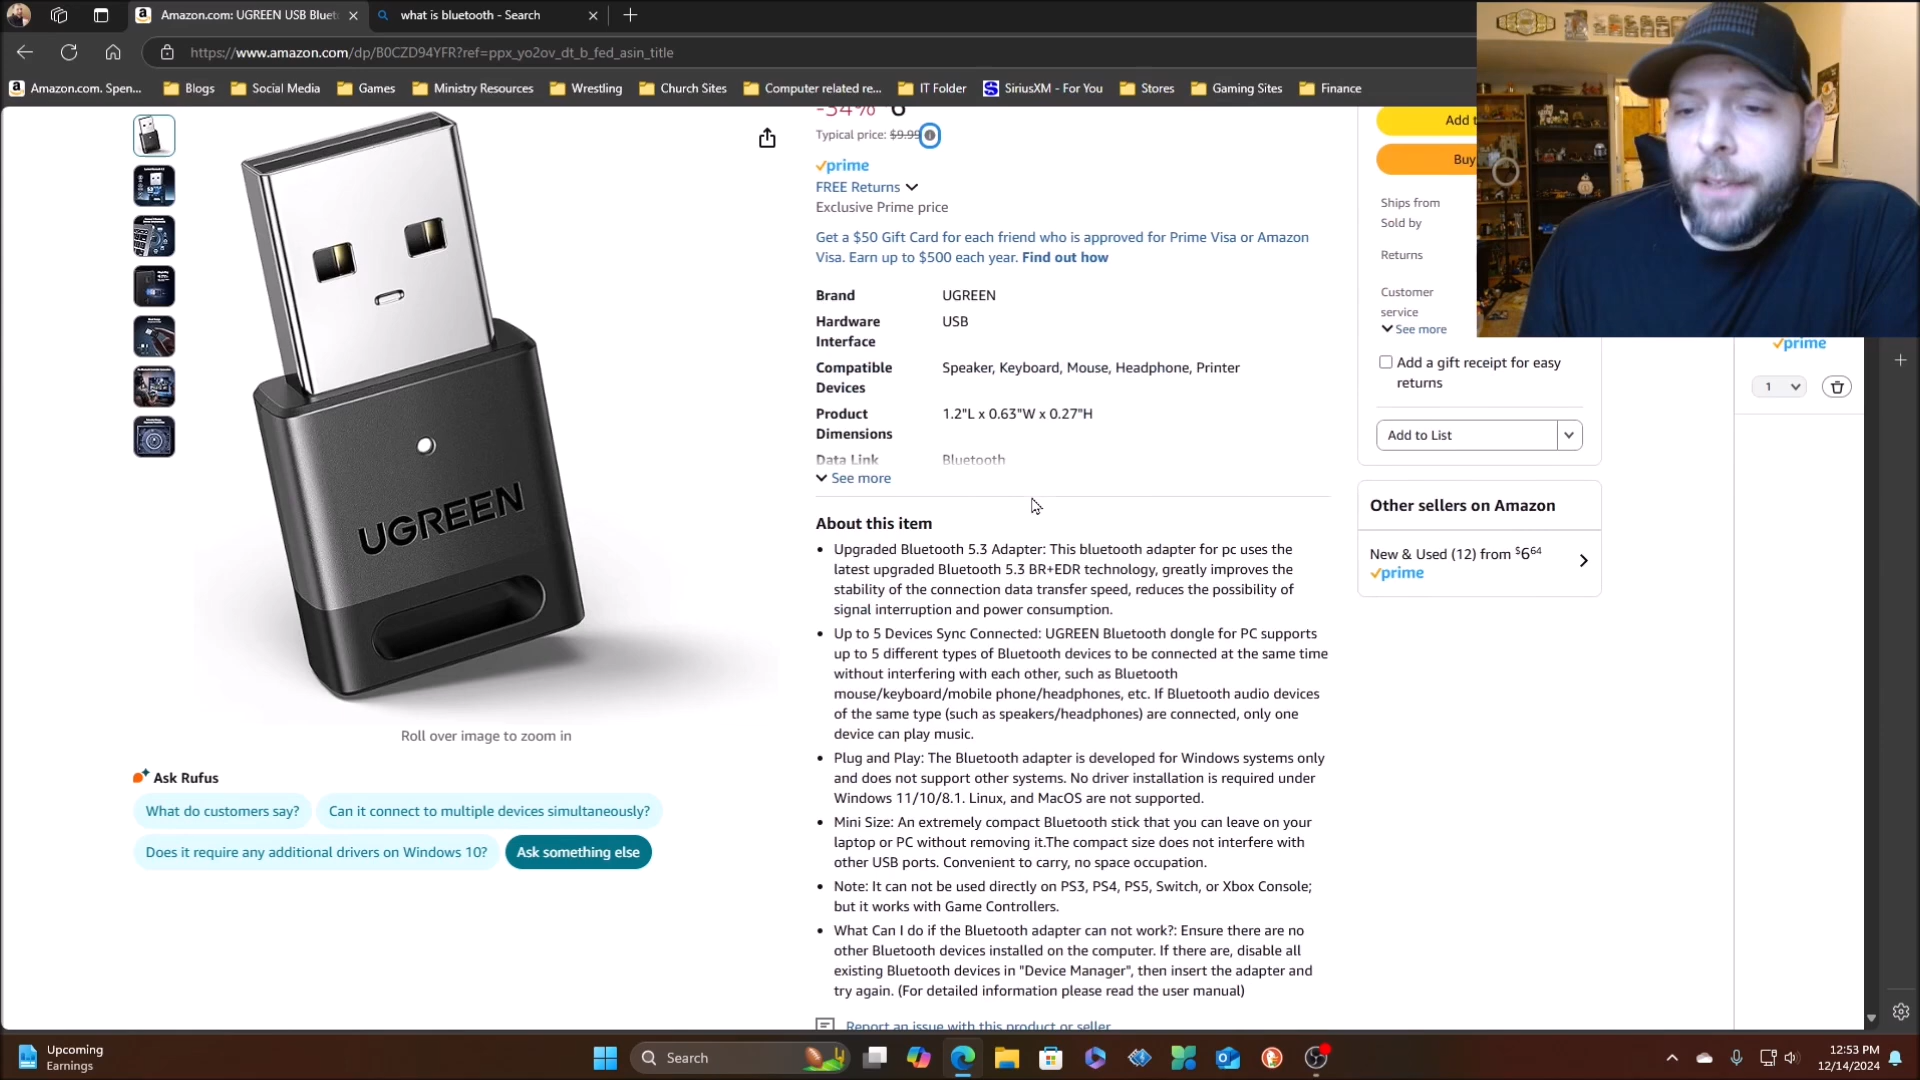 Amazon.com: UGREEN USB Bluet
what is bluetooth - Search
https://www.amazon.com/dp/B0CZD94YFR?ref=ppx_yo2ov_dt_b_fed_asin_title
Amazon.com. Spen...
Blogs
Social Media
Games
Ministry Resources
Wrestling
Church Sites
Computer related re...
IT Folder
SiriusXM - For You
Stores
Gaming Sites
Finance
-34% 6
Typical price: $9.99
prime
FREE Returns
Exclusive Prime price
Get a $50 Gift Card for each friend who is approved for Prime Visa or Amazon
Visa. Earn up to $500 each year. Find out how
Brand UGREEN
Hardware USB
Interface
Compatible Speaker, Keyboard, Mouse, Headphone, Printer
Devices
Product 1.2"L x 0.63"W x 0.27"H
Dimensions
Data Link Bluetooth
See more
About this item
• Upgraded Bluetooth 5.3 Adapter: This bluetooth adapter for pc uses the
latest upgraded Bluetooth 5.3 BR+EDR technology, greatly improves the
stability of the connection data transfer speed, reduces the possibility of
signal interruption and power consumption.
• Up to 5 Devices Sync Connected: UGREEN Bluetooth dongle for PC supports
up to 5 different types of Bluetooth devices to be connected at the same time
without interfering with each other, such as Bluetooth
mouse/keyboard/mobile phone/headphones, etc. If Bluetooth audio devices
of the same type (such as speakers/headphones) are connected, only one
device can play music.
• Plug and Play: The Bluetooth adapter is developed for Windows systems only
and does not support other systems. No driver installation is required under
Windows 11/10/8.1. Linux, and MacOS are not supported.
• Mini Size: An extremely compact Bluetooth stick that you can leave on your
laptop or PC without removing it.The compact size does not interfere with
other USB ports. Convenient to carry, no space occupation.
• Note: It can not be used directly on PS3, PS4, PS5, Switch, or Xbox Console;
but it works with Game Controllers.
• What Can I do if the Bluetooth adapter can not work?: Ensure there are no
other Bluetooth devices installed on the computer. If there are, disable all
existing Bluetooth devices in "Device Manager", then insert the adapter and
try again. (For detailed information please read the user manual)
Report an issue with this product or seller
UGREEN
Roll over image to zoom in
Ask Rufus
What do customers say?
Can it connect to multiple devices simultaneously?
Does it require any additional drivers on Windows 10?
Ask something else
Add t
Buy
Ships from
Sold by
Returns
Customer
service
See more
Add a gift receipt for easy
returns
Add to List
Other sellers on Amazon
New & Used (12) from $6.64
prime
prime
1
Upcoming
Earnings
Search
12:53 PM
12/14/2024